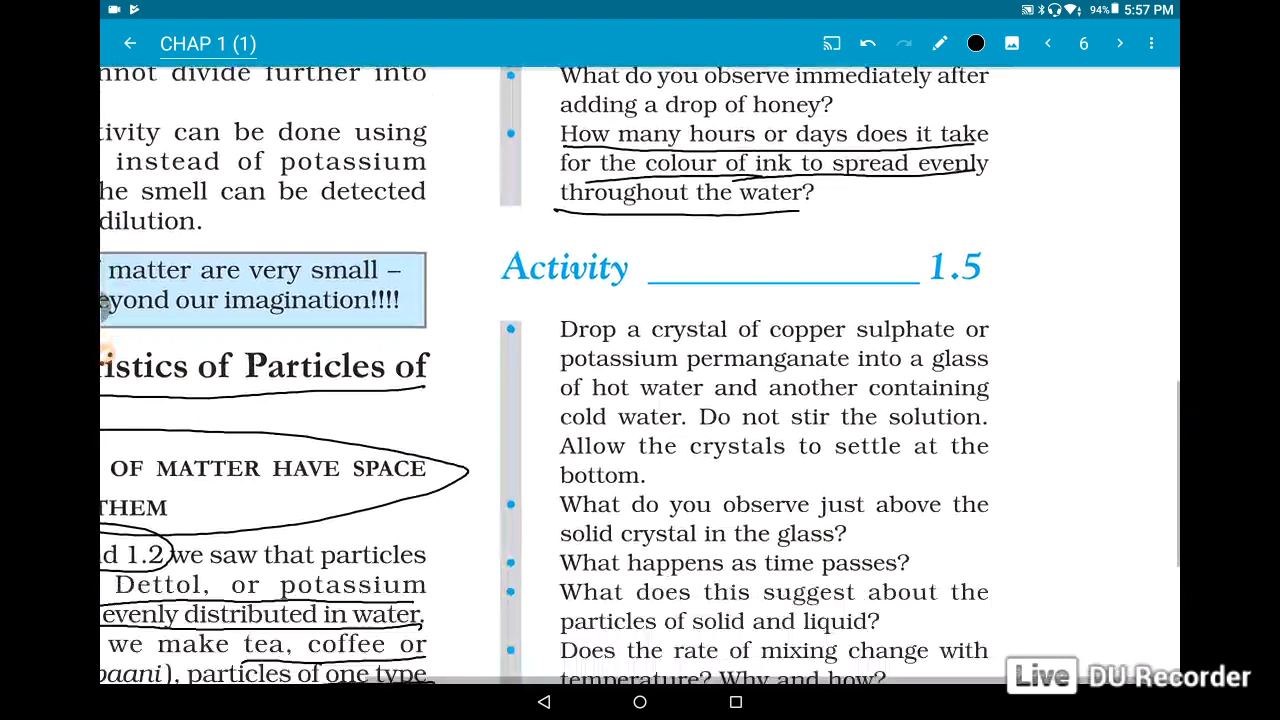 94% 5:57 PM
CHAP 1 (1)
6
nnot divide further into
tivity can be done using
instead of potassium
he smell can be detected
dilution.
matter are very small –
eyond our imagination!!!!
ristics of Particles of
OF MATTER HAVE SPACE
THEM
d 1.2 we saw that particles
Dettol, or potassium
evenly distributed in water,
we make tea, coffee or
paani), particles of one type
What do you observe immediately after
adding a drop of honey?
How many hours or days does it take
for the colour of ink to spread evenly
throughout the water?
Activity 1.5
Drop a crystal of copper sulphate or
potassium permanganate into a glass
of hot water and another containing
cold water. Do not stir the solution.
Allow the crystals to settle at the
bottom.
What do you observe just above the
solid crystal in the glass?
What happens as time passes?
What does this suggest about the
particles of solid and liquid?
Does the rate of mixing change with
temperature? Why and how?
Live DU Recorder